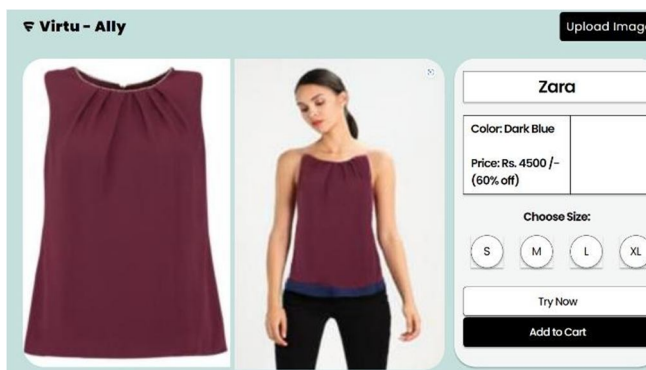 Virtu - Ally
Upload Imag
Zara
Color: Dark Blue
Price: Rs. 4500 /-
(60% off)
Choose Size:
S M L XL
Try Now
Add to Cart